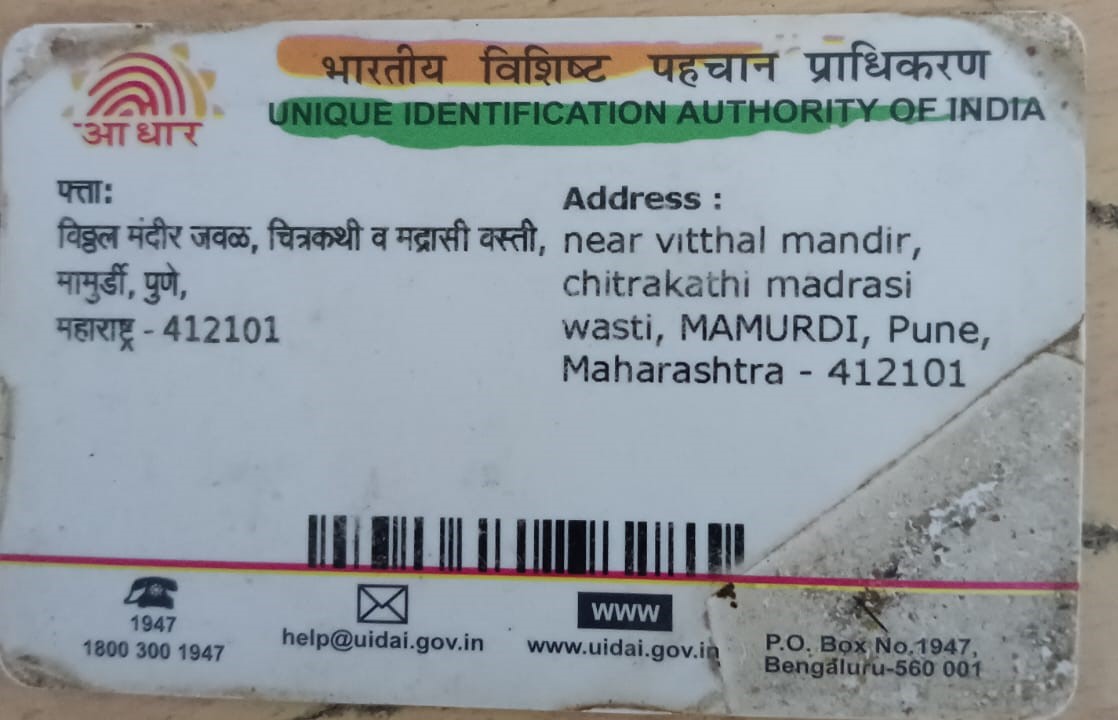 भारतीय विशिष्ट पहचान प्राधिकरण
UNIQUE IDENTIFICATION AUTHORITY OF INDIA
आधार
पत्ता:
विठ्ठल मंदीर जवळ, चित्रकथी व मद्रासी वस्ती,
मामुर्डी, पुणे,
महाराष्ट्र - 412101
Address :
near vitthal mandir,
chitrakathi madrasi
wasti, MAMURDI, Pune,
Maharashtra - 412101
1947
1800 300 1947
help@uidai.gov.in
WWW
www.uidai.gov.in
P.O. Box No.1947,
Bengaluru-560 001